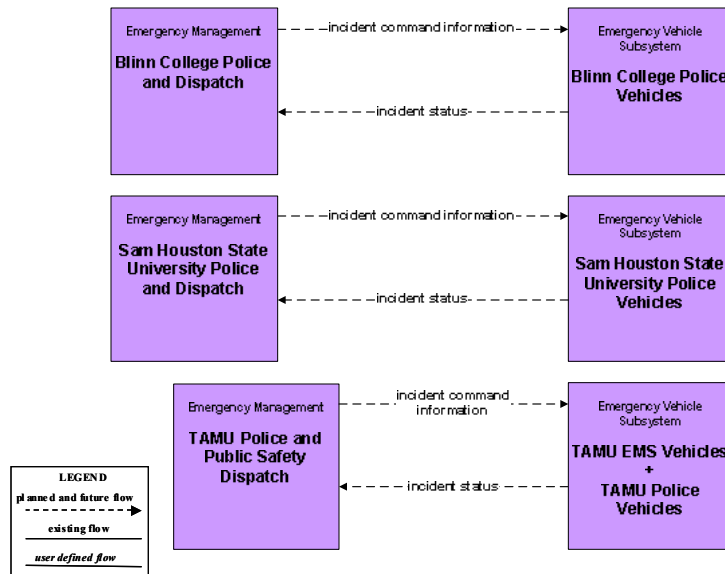 Emergency Management
Blinn College Police
and Dispatch
incident command information
incident status
Emergency Vehicle
Subsystem
Blinn College Police
Vehicles
Emergency Management
Sam Houston State
University Police
and Dispatch
incident command information
incident status
Emergency Vehicle
Subsystem
Sam Houston State
University Police
Vehicles
Emergency Management
TAMU Police and
Public Safety
Dispatch
incident command
information
incident status
Emergency Vehicle
Subsystem
TAMU EMS Vehicles
+
TAMU Police
Vehicles
LEGEND
planned and future flow
existing flow
user defined flow